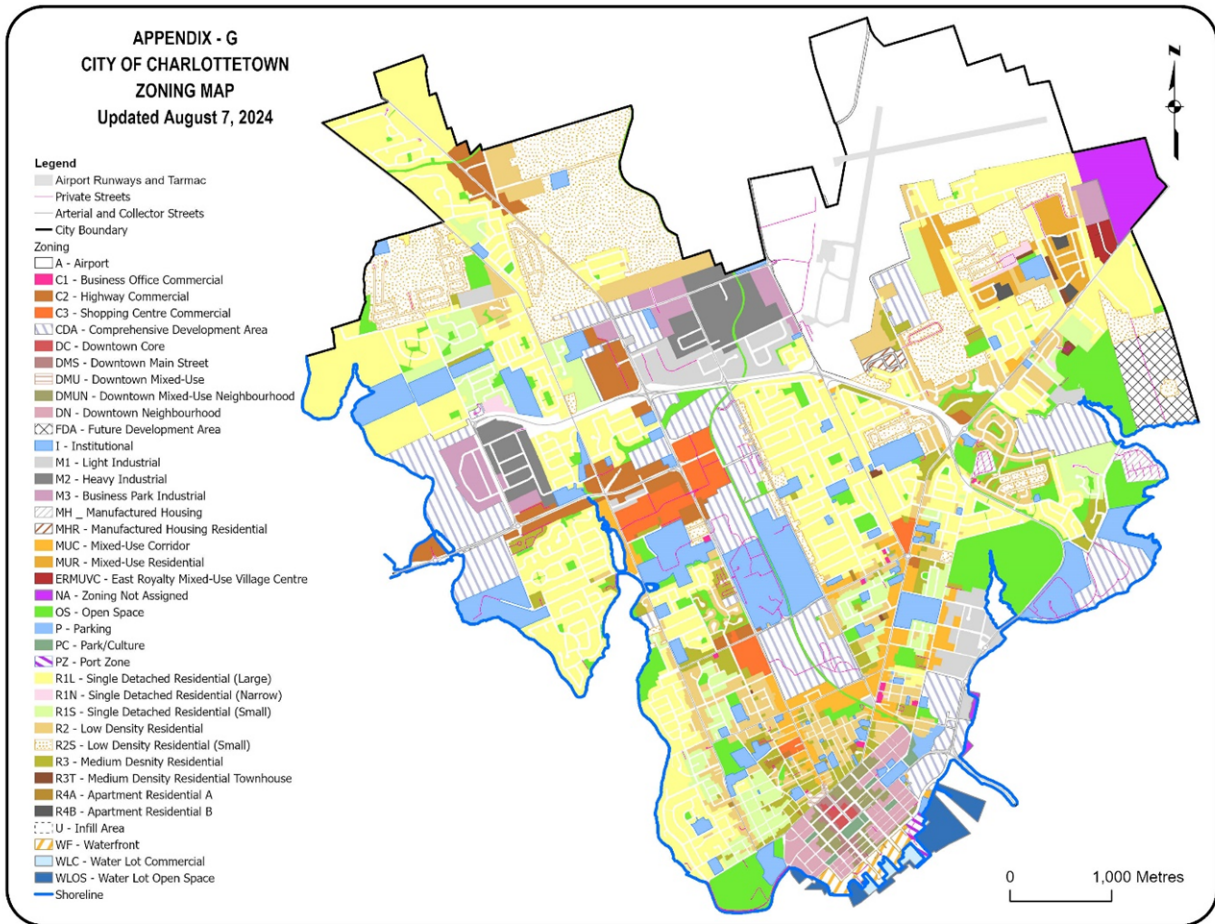 APPENDIX - G
CITY OF CHARLOTTETOWN
ZONING MAP
Updated August 7, 2024
Z
Legend
Airport Runways and Tarmac
Private Streets
Arterial and Collector Streets
City Boundary
Zoning
A - Airport
C1 - Business Office Commercial
C2 - Highway Commercial
C3 - Shopping Centre Commercial
CDA - Comprehensive Development Area
DC - Downtown Core
DMS - Downtown Main Street
DMU - Downtown Mixed-Use
DMUN - Downtown Mixed-Use Neighbourhood
DN - Downtown Neighbourhood
FDA - Future Development Area
I - Institutional
M1 - Light Industrial
M2 - Heavy Industrial
M3 - Business Park Industrial
MH _ Manufactured Housing
MHR - Manufactured Housing Residential
MUC - Mixed-Use Corridor
MUR - Mixed-Use Residential
ERMUVC - East Royalty Mixed-Use Village Centre
NA - Zoning Not Assigned
OS - Open Space
P - Parking
PC - Park/Culture
PZ - Port Zone
R1L - Single Detached Residential (Large)
R1N - Single Detached Residential (Narrow)
R1S - Single Detached Residential (Small)
R2 - Low Density Residential
R2S - Low Density Residential (Small)
R3 - Medium Desnity Residential
R3T - Medium Density Residential Townhouse
R4A - Apartment Residential A
R4B - Apartment Residential B
U - Infill Area
WF - Waterfront
WLC - Water Lot Commercial
WLOS - Water Lot Open Space
Shoreline
0 1,000 Metres